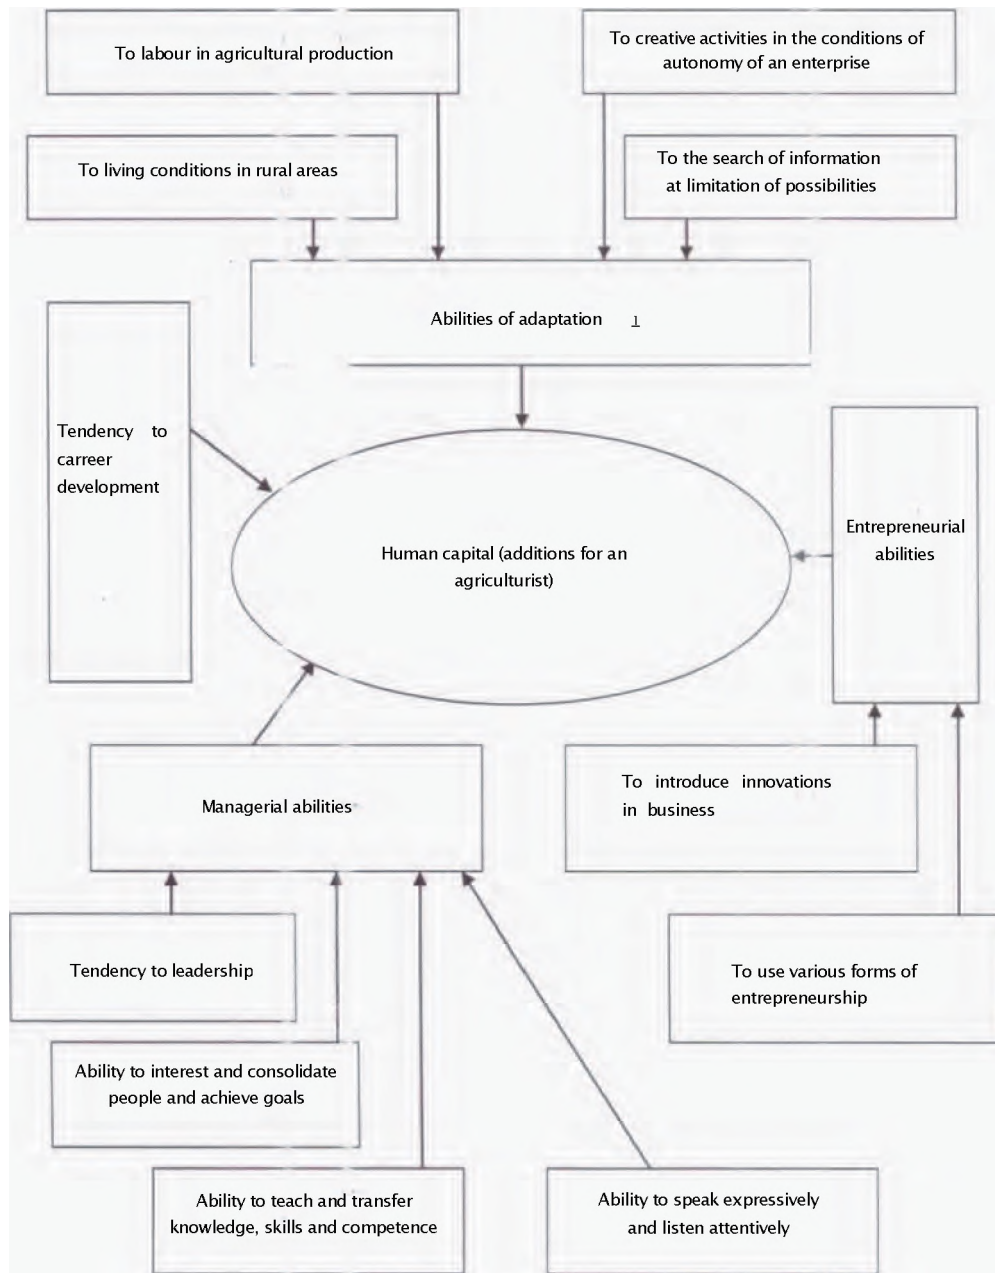 To labour in agricultural production
To creative activities in the conditions of
autonomy of an enterprise
To living conditions in rural areas
To the search of information
at limitation of possibilities
Abilities of adaptation
Tendency to
carreer
development
Human capital (additions for an
agriculturist)
Entrepreneurial
abilities
Managerial abilities
To introduce innovations
in business
Tendency to leadership
To use various forms of
entrepreneurship
Ability to interest and consolidate
people and achieve goals
Ability to teach and transfer
knowledge, skills and competence
Ability to speak expressively
and listen attentively